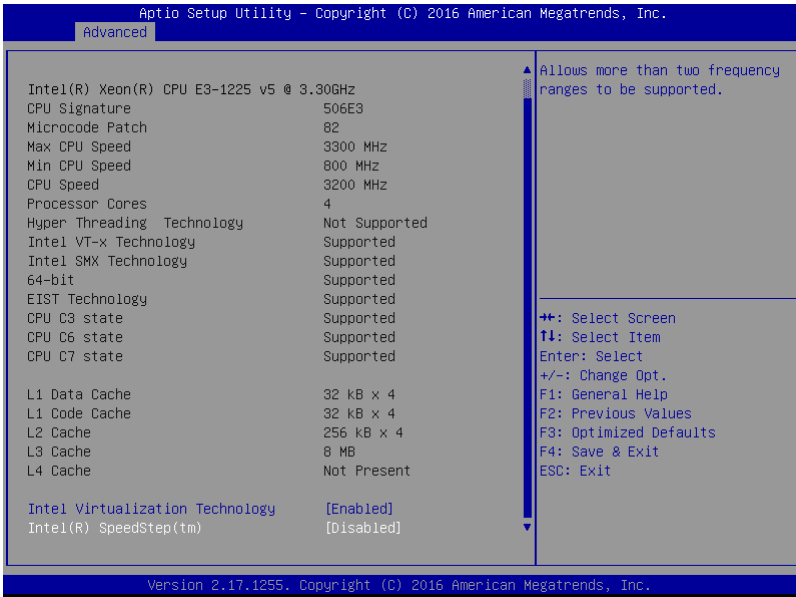 Aptio Setup Utility – Copyright (C) 2016 American Megatrends, Inc.
Advanced
Intel(R) Xeon(R) CPU E3-1225 v5 @ 3.30GHz
CPU Signature 506E3
Microcode Patch 82
Max CPU Speed 3300 MHz
Min CPU Speed 800 MHz
CPU Speed 3200 MHz
Processor Cores 4
Hyper Threading Technology Not Supported
Intel VT-x Technology Supported
Intel SMX Technology Supported
64-bit Supported
EIST Technology Supported
CPU C3 state Supported
CPU C6 state Supported
CPU C7 state Supported
L1 Data Cache 32 kB x 4
L1 Code Cache 32 kB x 4
L2 Cache 256 kB x 4
L3 Cache 8 MB
L4 Cache Not Present
Intel Virtualization Technology [Enabled]
Intel(R) SpeedStep(tm) [Disabled]
Allows more than two frequency
ranges to be supported.
→←: Select Screen
↑↓: Select Item
Enter: Select
+/-: Change Opt.
F1: General Help
F2: Previous Values
F3: Optimized Defaults
F4: Save & Exit
ESC: Exit
Version 2.17.1255. Copyright (C) 2016 American Megatrends, Inc.